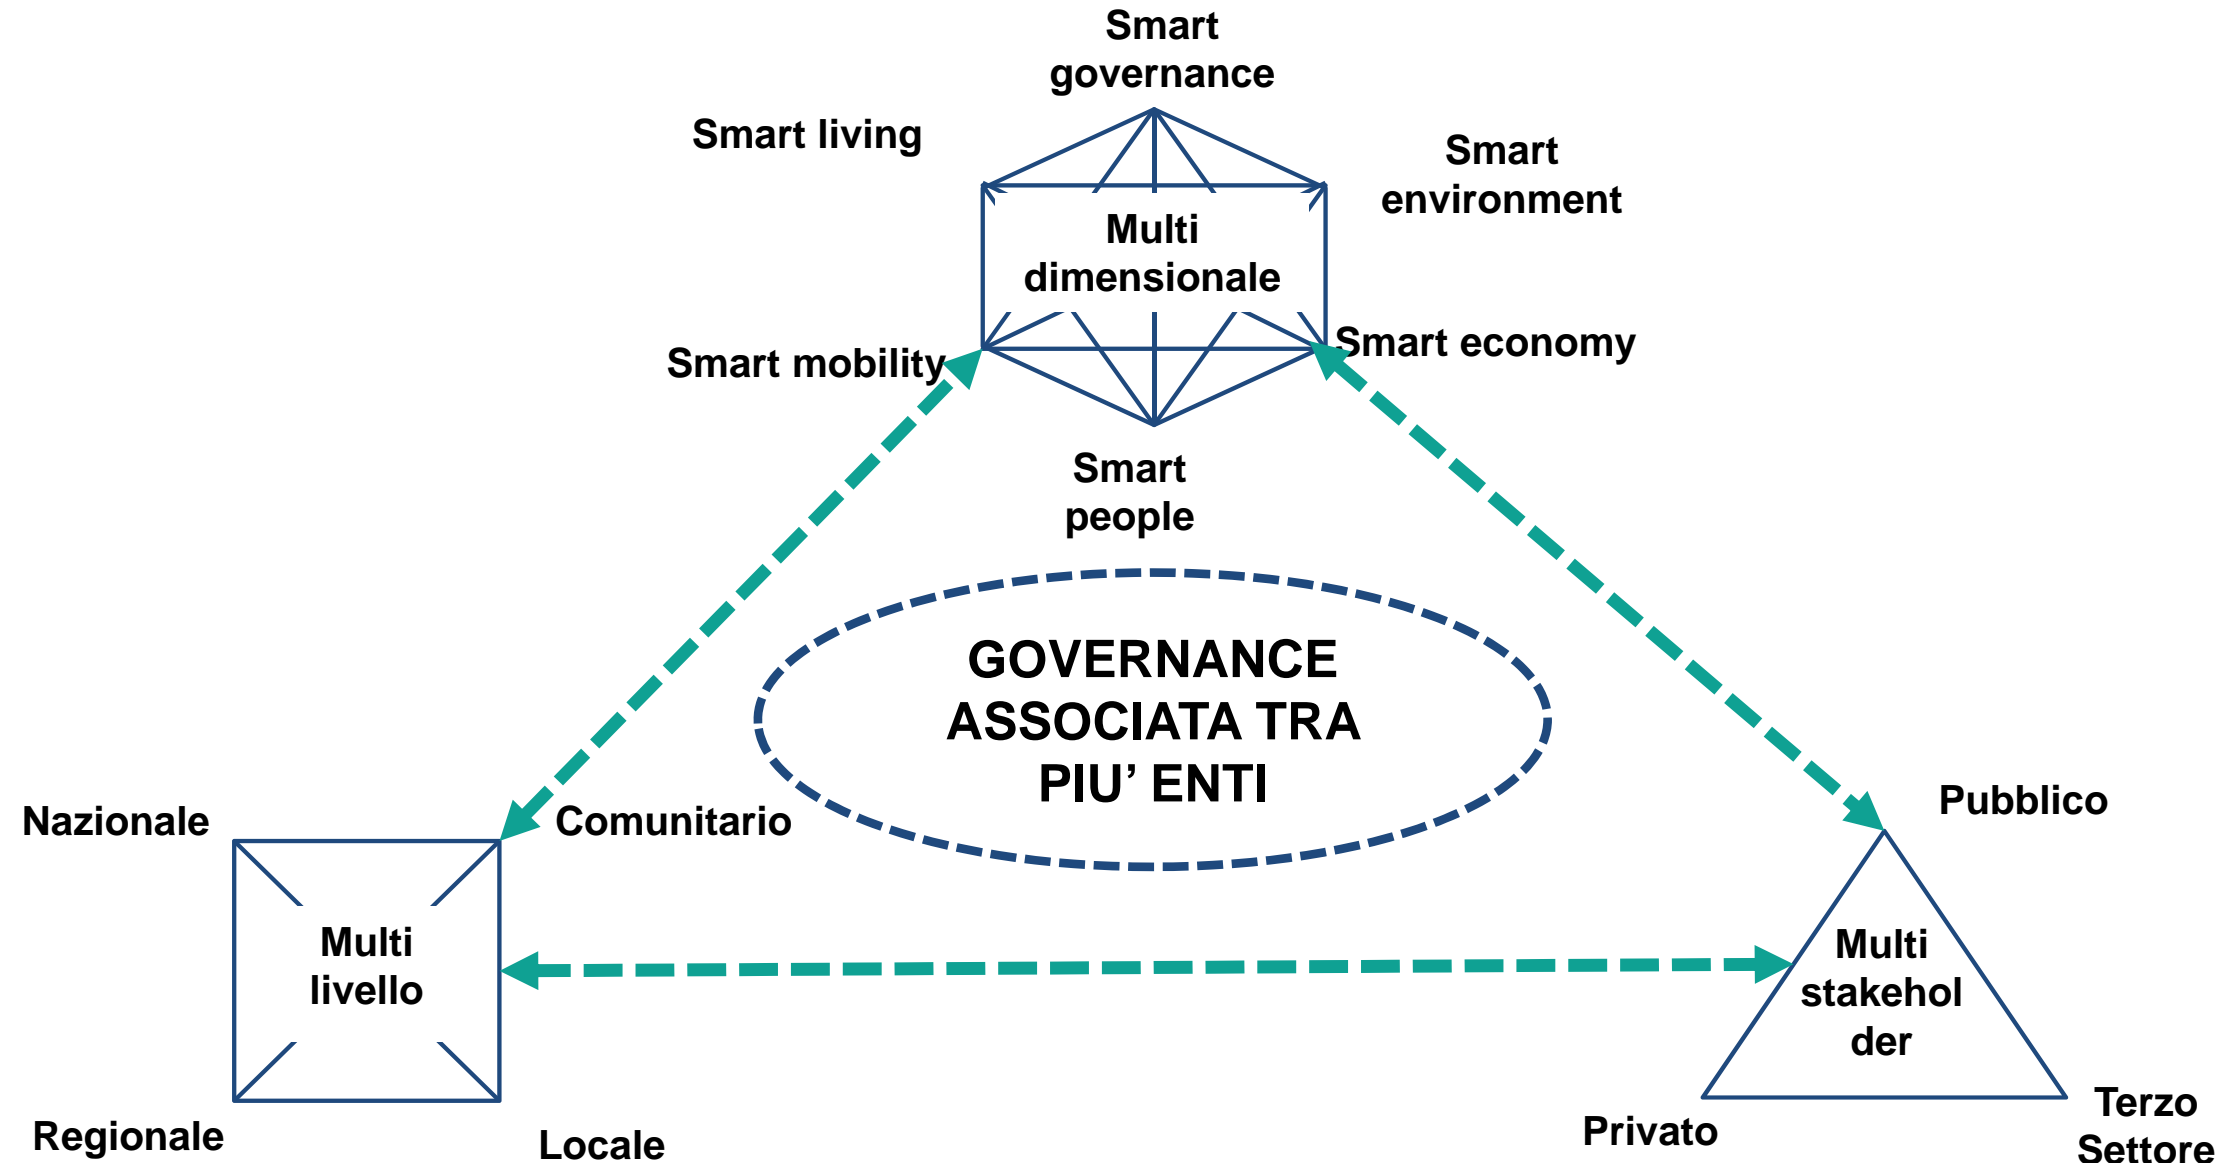 Smart
governance
Smart living
Smart
environment
Multi
dimensionale
Smart mobility
Smart economy
Smart
people
GOVERNANCE
ASSOCIATA TRA
PIU’ ENTI
Nazionale
Comunitario
Multi
livello
Regionale
Locale
Pubblico
Multi
stakehol
der
Privato
Terzo
Settore